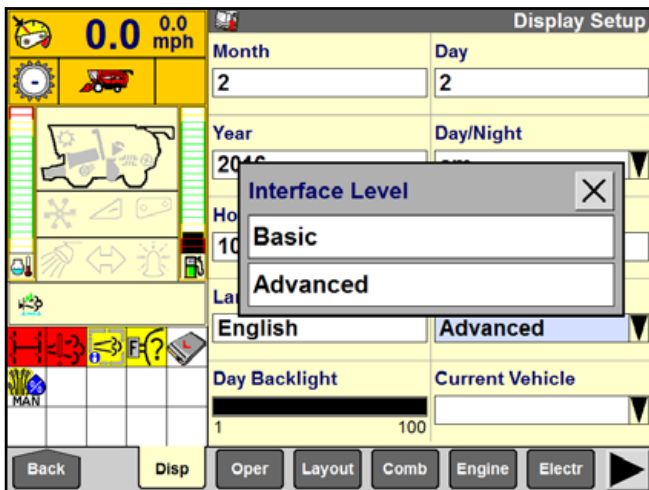 0.0
0.0
mph
Display Setup
Month
Day
2
2
Year
Day/Night
Interface Level
Basic
Advanced
English
Advanced
F
?
L
MAN
%
Day Backlight
Current Vehicle
1
100
Back
Disp
Oper
Layout
Comb
Engine
Electr